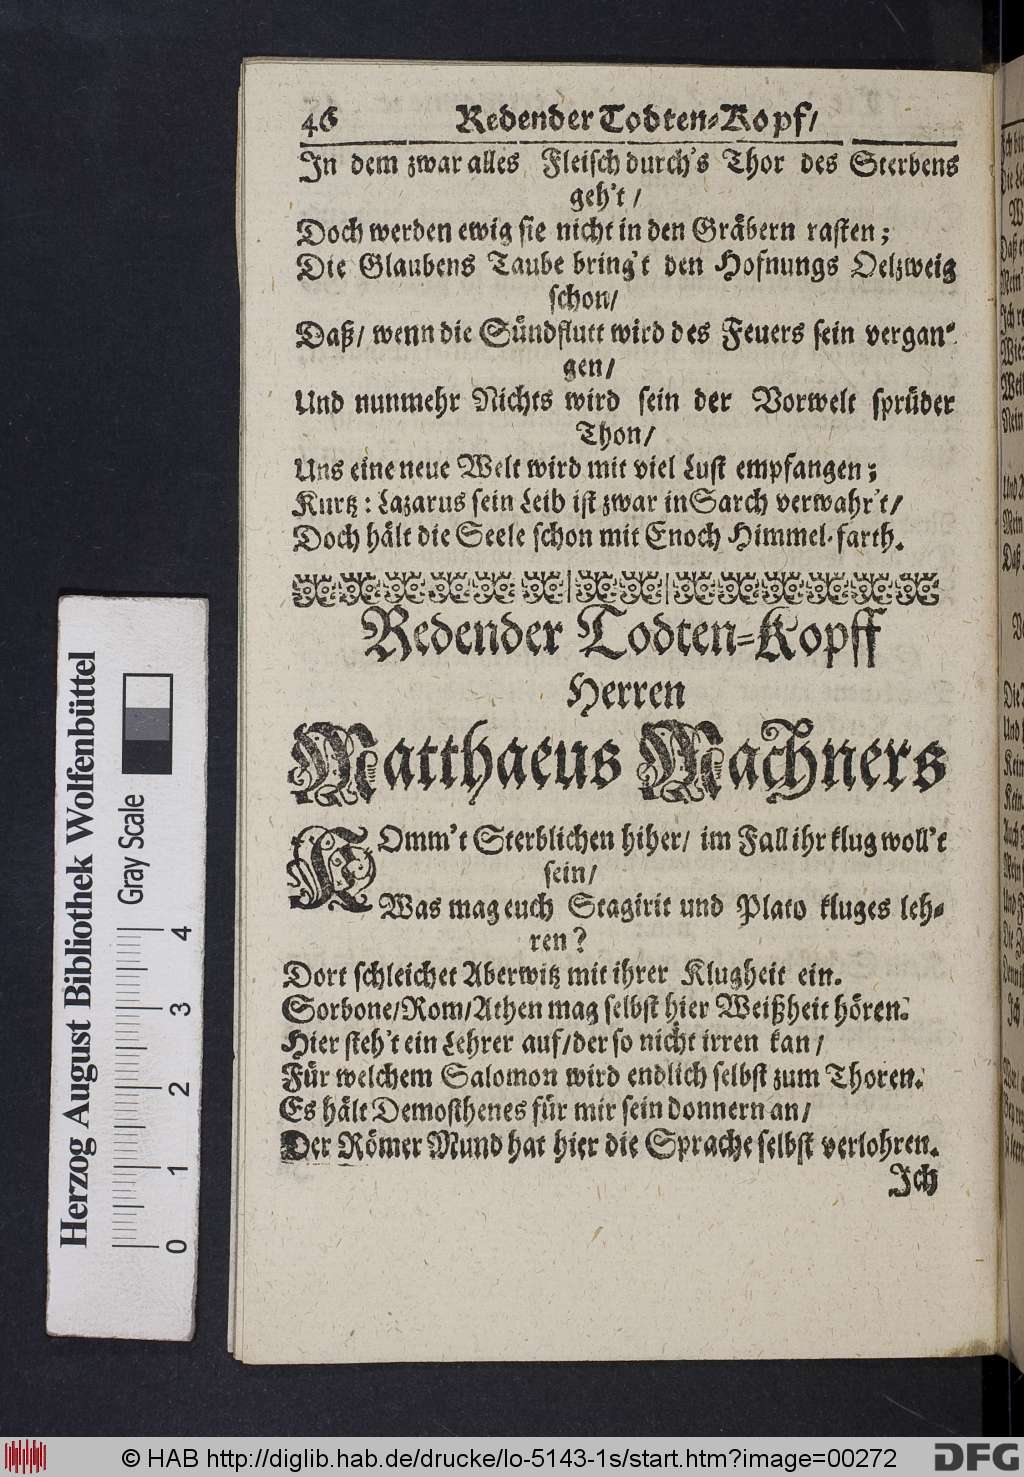 46 Redender Todten-Kopf/
In dem zwar alles Fleisch durch's Thor des Sterbens
geh't /
Doch werden ewig sie nicht in den Gräbern rasten;
Die Glaubens Taube bring't den Hofnungs Oelzweig
schon/
Daß/ wenn die Sündflutt wird des Feuers sein vergan-
gen/
Und nunmehr Nichts wird sein der Vorwelt sprüder
Thon/
Uns eine neue Welt wird mit viel Lust empfangen;
Kurtz: Lazarus sein Leib ist zwar in Sarch verwahr't/
Doch hält die Seele schon mit Enoch Himmel-farth.
Redender Todten-Kopff
Herren
Matthaeus Machners
KOmm't Sterblichen hiher/ im Fall ihr klug woll't
sein/
Was mag euch Stagirit und Plato kluges leh-
ren?
Dort schleichet Aberwitz mit ihrer Klugheit ein.
Sorbone/Rom/Athen mag selbst hier Weißheit hören.
Hier steh't ein Lehrer auf/der so nicht irren kan/
Für welchem Salomon wird endlich selbst zum Thoren.
Es hält Demosthenes für mir sein donnern an/
Der Römer Mund hat hier die Sprache selbst verlohren.
Ich
Herzog August Bibliothek Wolfenbüttel
Gray Scale
0 1 2 3 4
© HAB http://diglib.hab.de/drucke/lo-5143-1s/start.htm?image=00272
DFG